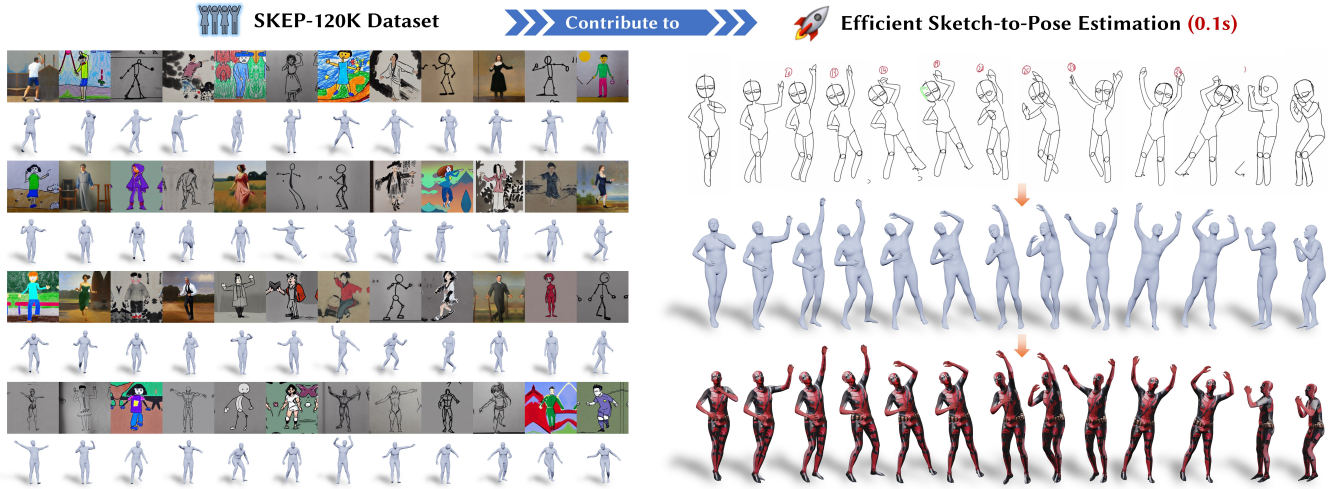 SKEP-120K Dataset
Contribute to
Efficient Sketch-to-Pose Estimation (0.1s)